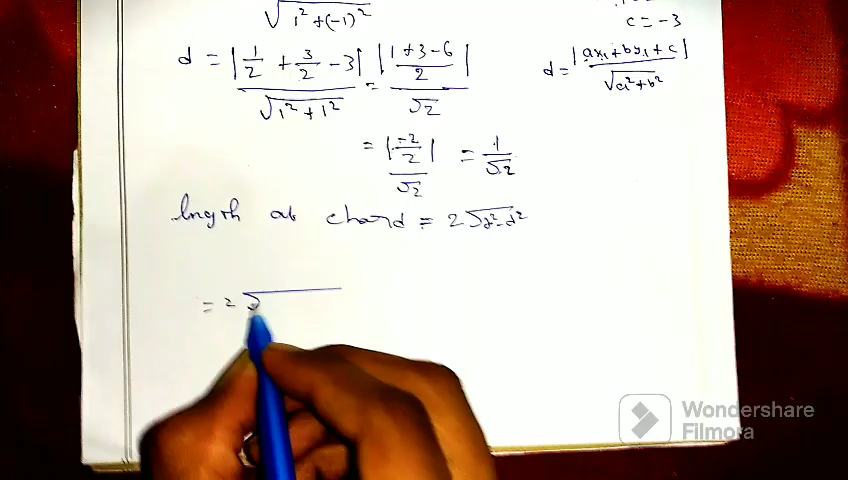 √1²+(-1)²
c = -3
d = |1/2 + 3/2 - 3| / √1²+1² = |1+3-6 / 2| / √2
d = |ax₁+by₁+c| / √a²+b²
= |-2/2| / √2 = 1/√2
length of chord = 2√r²-d²
= 2√
Wondershare
Filmora